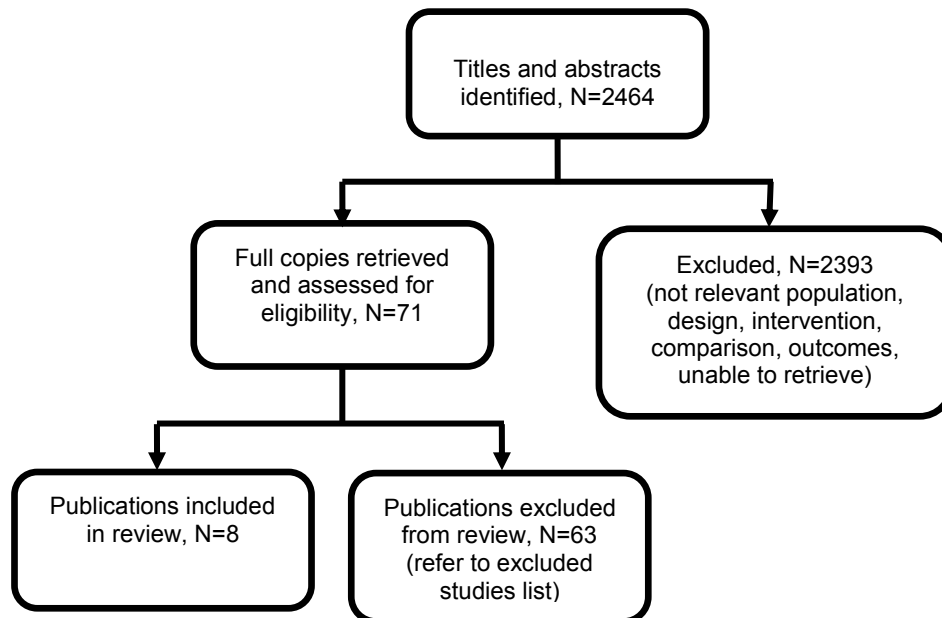 Titles and abstracts
identified, N=2464
Full copies retrieved
and assessed for
eligibility, N=71
Excluded, N=2393
(not relevant population,
design, intervention,
comparison, outcomes,
unable to retrieve)
Publications included
in review, N=8
Publications excluded
from review, N=63
(refer to excluded
studies list)